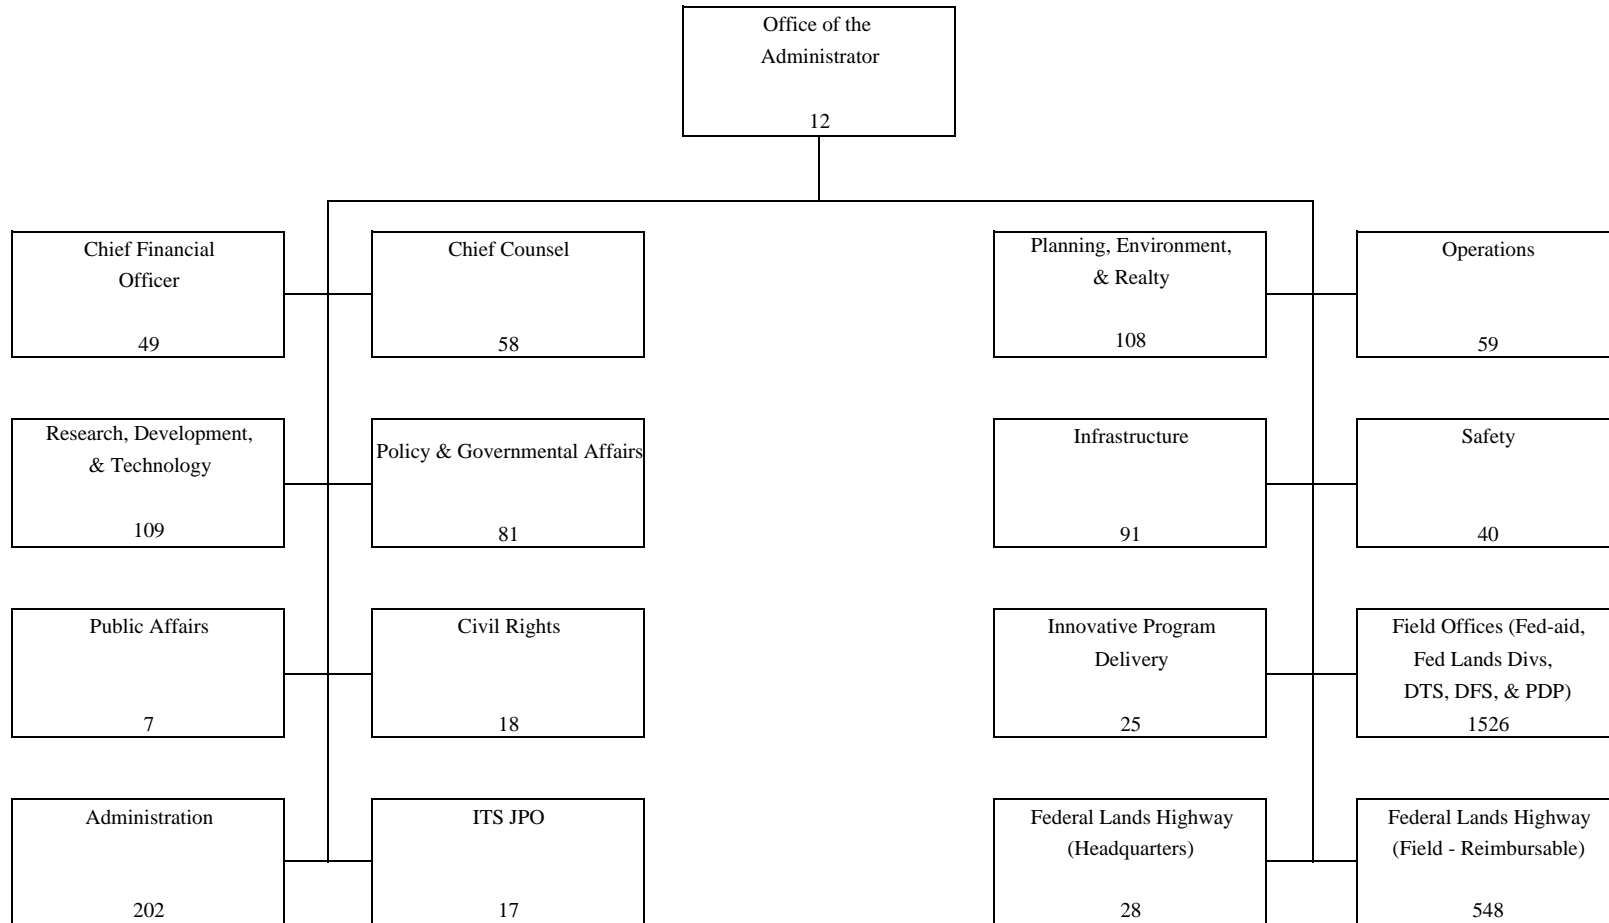 Office of the
Administrator
12
Chief Financial
Officer
49
Chief Counsel
58
Planning, Environment,
& Realty
108
Operations
59
Research, Development,
& Technology
109
Policy & Governmental Affairs
81
Infrastructure
91
Safety
40
Public Affairs
7
Civil Rights
18
Innovative Program
Delivery
25
Field Offices (Fed-aid,
Fed Lands Divs,
DTS, DFS, & PDP)
1526
Administration
202
ITS JPO
17
Federal Lands Highway
(Headquarters)
28
Federal Lands Highway
(Field - Reimbursable)
548